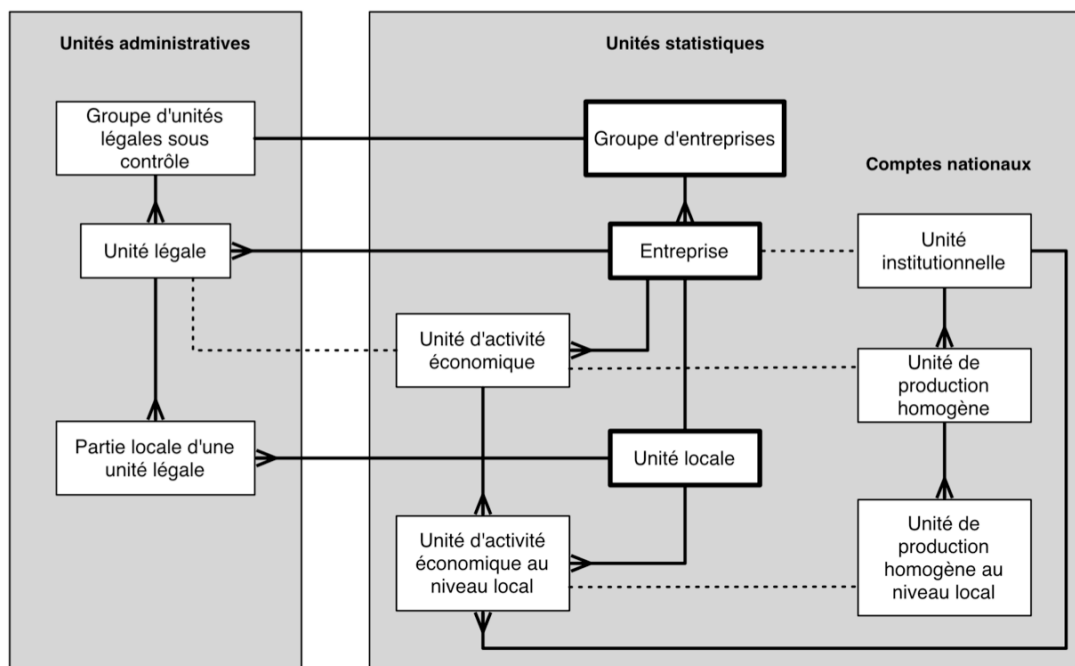 Unités administratives
Groupe d'unités
légales sous
contrôle
Unité légale
Partie locale d'une
unité légale
Unités statistiques
Groupe d'entreprises
Entreprise
Unité d'activité
économique
Unité locale
Unité d'activité
économique au
niveau local
Comptes nationaux
Unité
institutionnelle
Unité de
production
homogène
Unité de
production
homogène au
niveau local